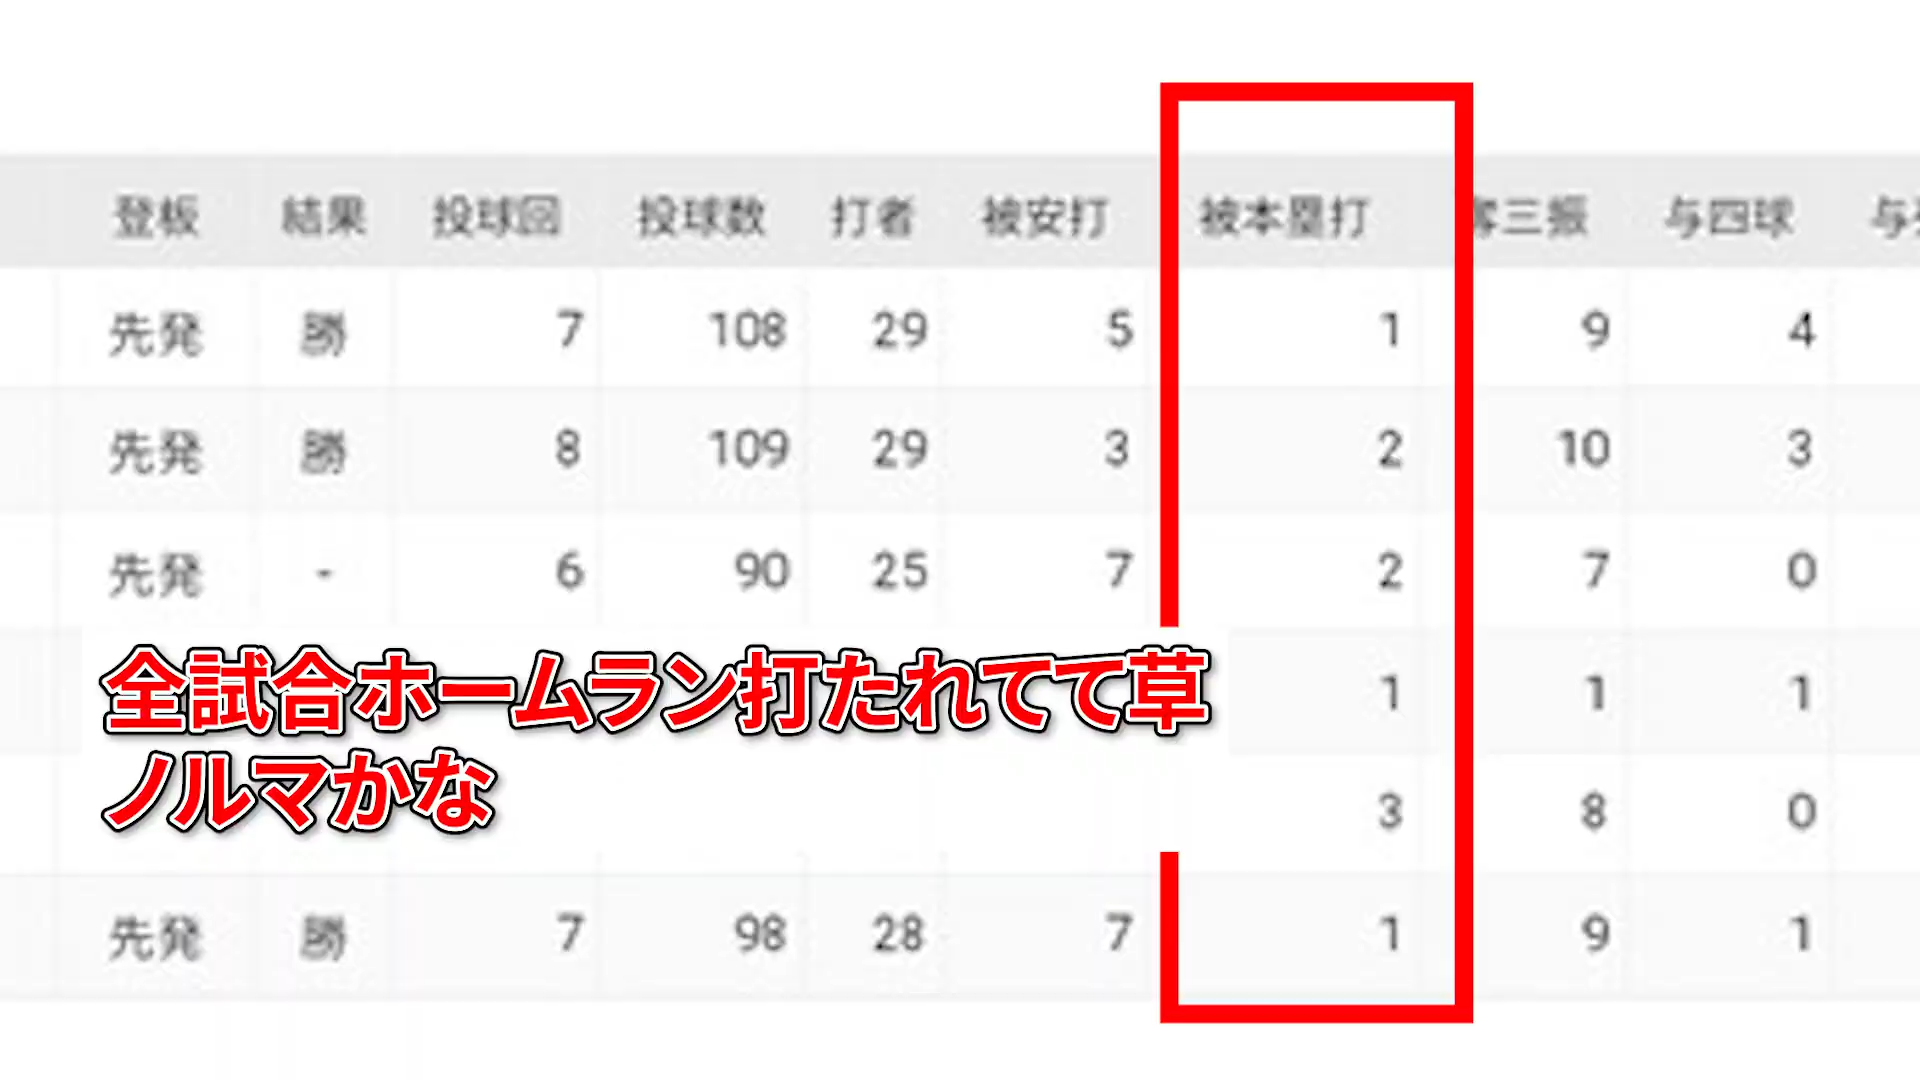 登板 結果 投球回 投球数 打者 被安打 被本塁打 奪三振 与四球
先発 勝 7 108 29 5 1 9 4
先発 勝 8 109 29 3 2 10 3
先発 - 6 90 25 7 2 7 0
全試合ホームラン打たれてて草 1 1 1
ノルマかな 3 8 0
先発 勝 7 98 28 7 1 9 1